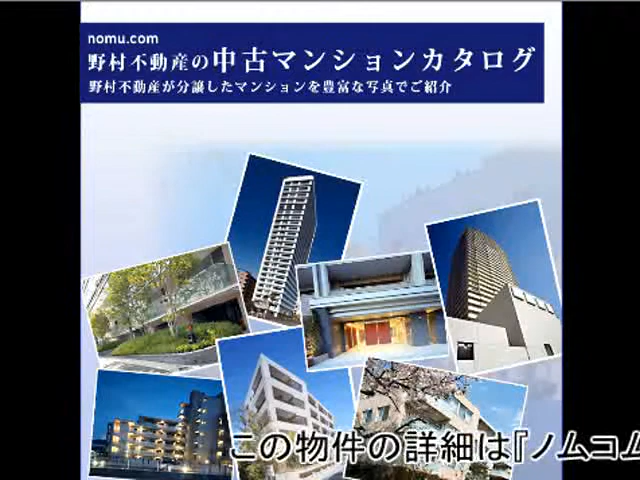 nomu.com
野村不動産の中古マンションカタログ
野村不動産が分譲したマンションを豊富な写真でご紹介
この物件の詳細は『ノムコム